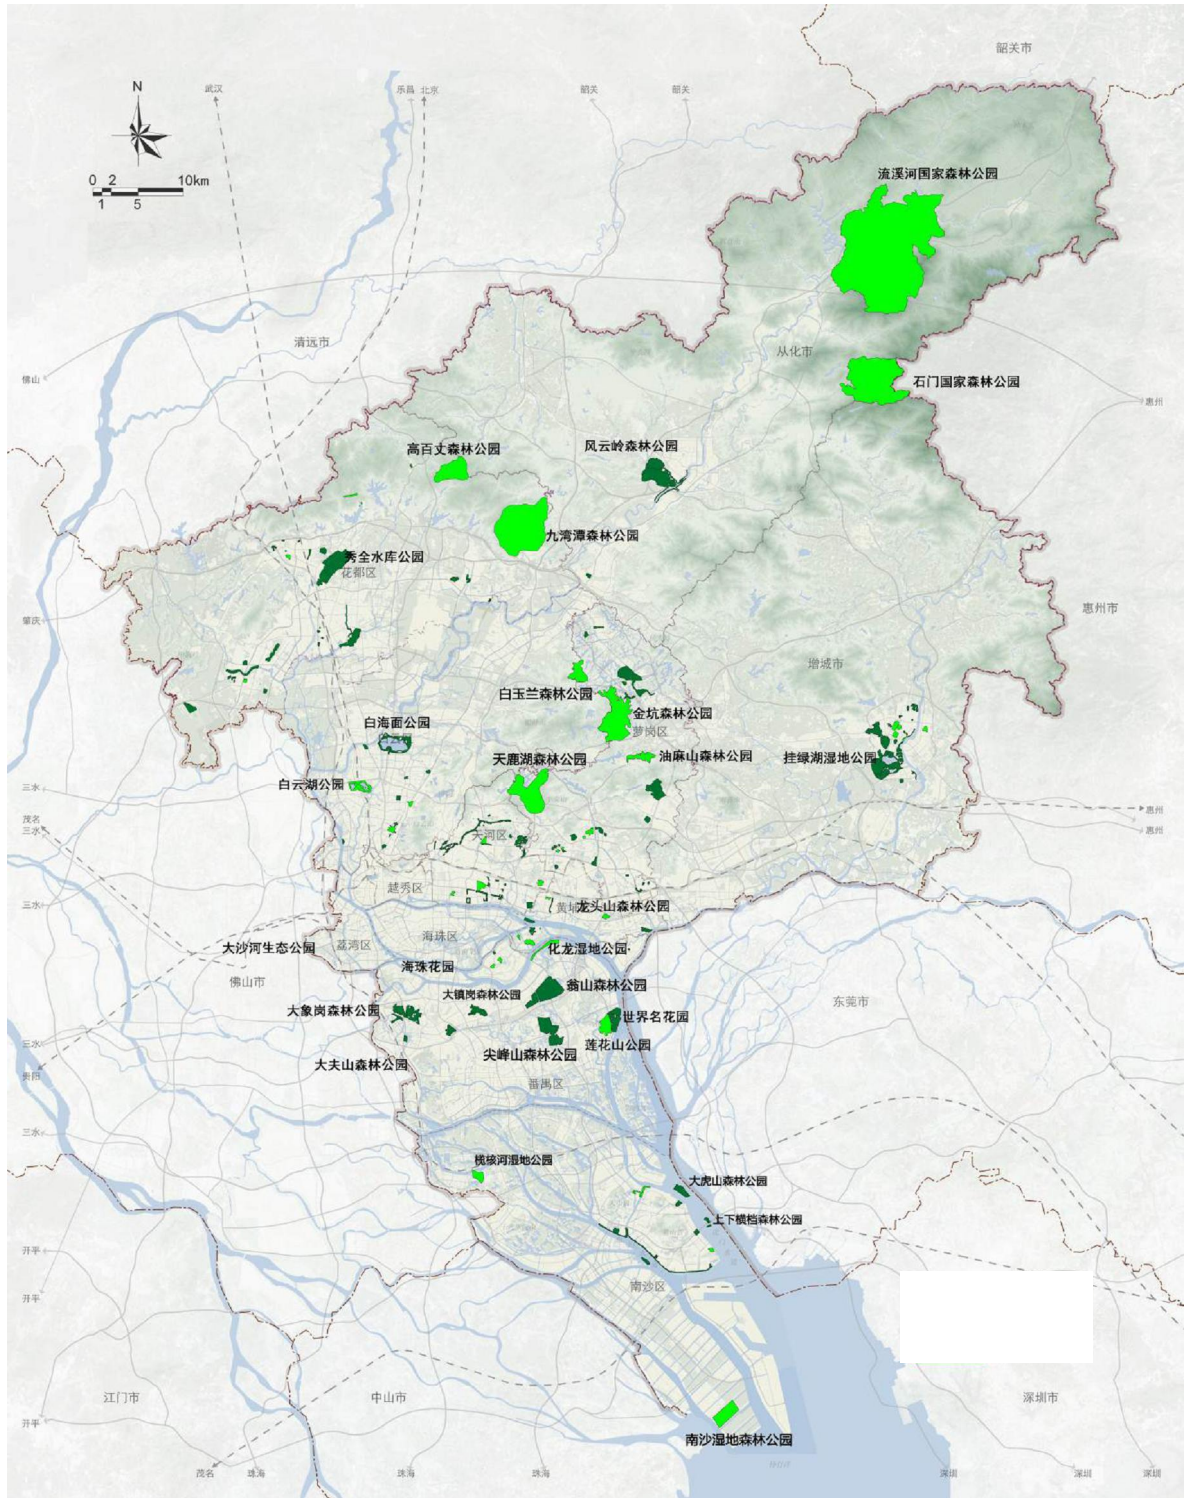 韶关市
N
武汉
乐昌
北京
韶关
韶关
0 2 10km
1 5
流溪河国家森林公园
清远市
从化市
佛山
石门国家森林公园
惠州
高百丈森林公园
风云岭森林公园
九湾潭森林公园
秀全水库公园
花都区
惠州市
肇庆
增城市
白玉兰森林公园
金坑森林公园
白海面公园
萝岗区
天鹿湖森林公园
油麻山森林公园
挂绿湖湿地公园
白云湖公园
三水
惠州
茂名
三水
惠州
天河区
越秀区
三水
龙头山森林公园
海珠区
大沙河生态公园
荔湾区
化龙湿地公园
海珠花园
佛山市
大镇岗森林公园
翁山森林公园
东莞市
大象岗森林公园
世界名花园
三水
尖峰山森林公园
莲花山公园
大夫山森林公园
贵阳
番禺区
三水
榄核河湿地公园
大虎山森林公园
上下横档森林公园
开平
南沙区
开平
江门市
中山市
深圳市
开平
南沙湿地森林公园
茂名
珠海
珠海
珠海
深圳
深圳
深圳